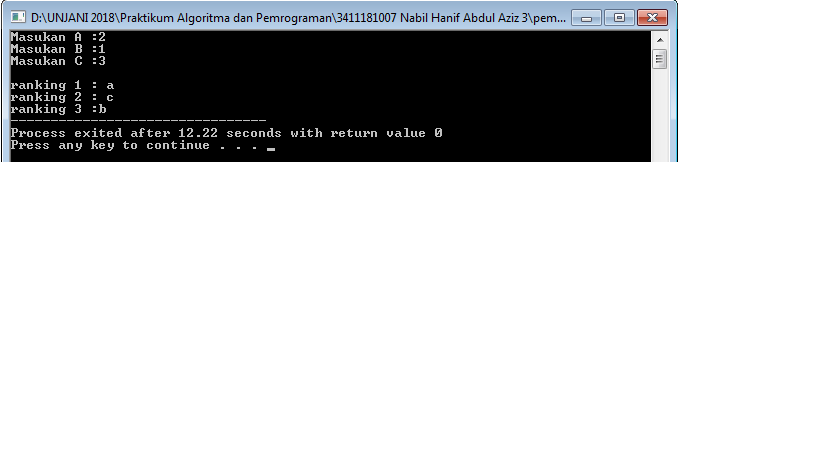 D:\UNJANI 2018\Praktikum Algoritma dan Pemrograman\3411181007 Nabil Hanif Abdul Aziz 3\pem...
Masukan A :2
Masukan B :1
Masukan C :3
ranking 1 : a
ranking 2 : c
ranking 3 :b
--------------------------------
Process exited after 12.22 seconds with return value 0
Press any key to continue . . . _